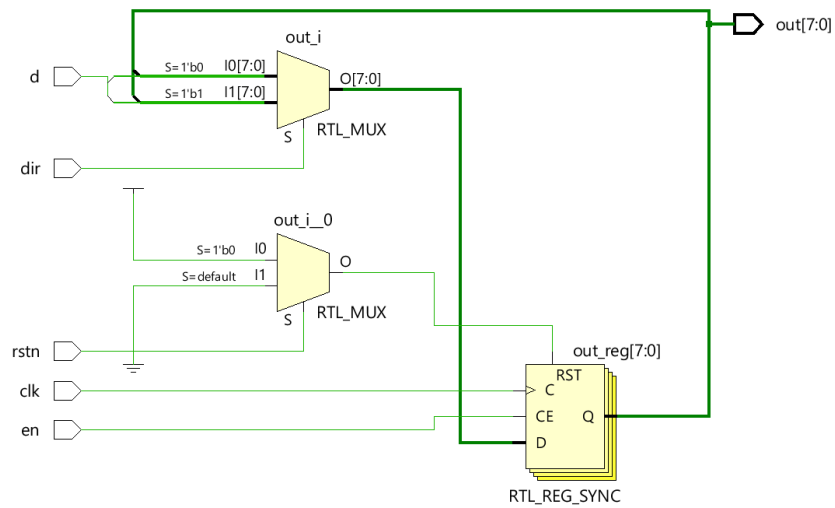 out[7:0]
out_i
d
S=1'b0
I0[7:0]
S=1'b1
I1[7:0]
O[7:0]
S
RTL_MUX
dir
out_i__0
S=1'b0
I0
S=default
I1
O
S
RTL_MUX
rstn
out_reg[7:0]
clk
en
RST
C
CE
Q
D
RTL_REG_SYNC